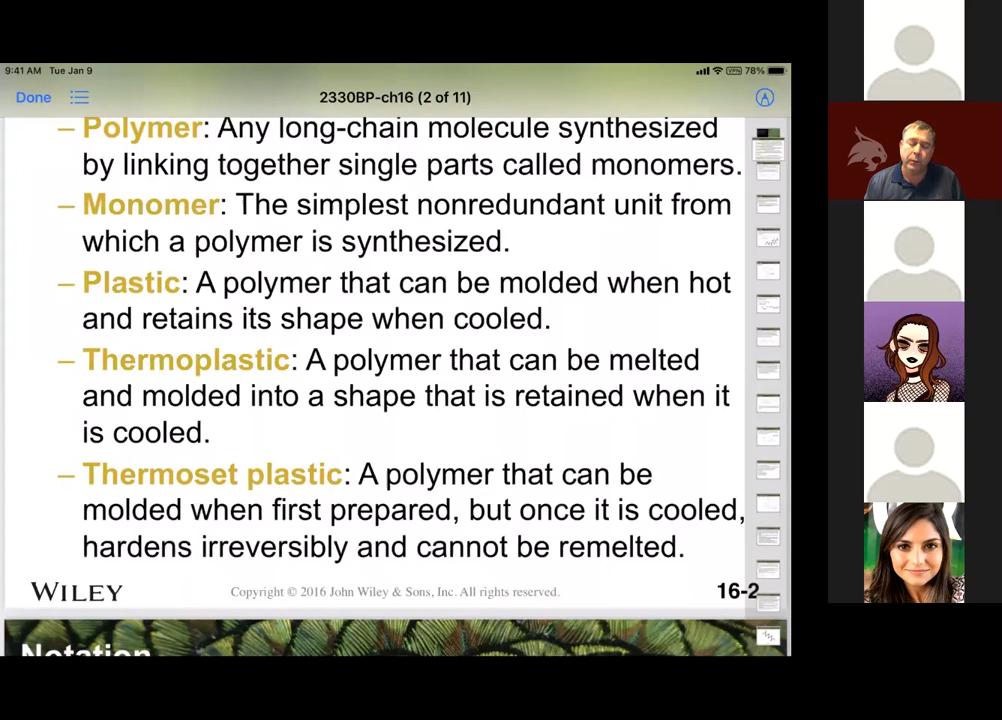 9:41 AM Tue Jan 9
VPN 78%
Done
2330BP-ch16 (2 of 11)
– Polymer: Any long-chain molecule synthesized
by linking together single parts called monomers.
– Monomer: The simplest nonredundant unit from
which a polymer is synthesized.
– Plastic: A polymer that can be molded when hot
and retains its shape when cooled.
– Thermoplastic: A polymer that can be melted
and molded into a shape that is retained when it
is cooled.
– Thermoset plastic: A polymer that can be
molded when first prepared, but once it is cooled,
hardens irreversibly and cannot be remelted.
WILEY
Copyright © 2016 John Wiley & Sons, Inc. All rights reserved.
16-2
Notation